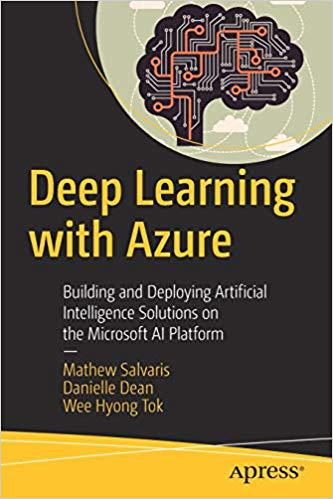 Deep Learning
with Azure
Building and Deploying Artificial
Intelligence Solutions on
the Microsoft AI Platform
Mathew Salvaris
Danielle Dean
Wee Hyong Tok
Apress®